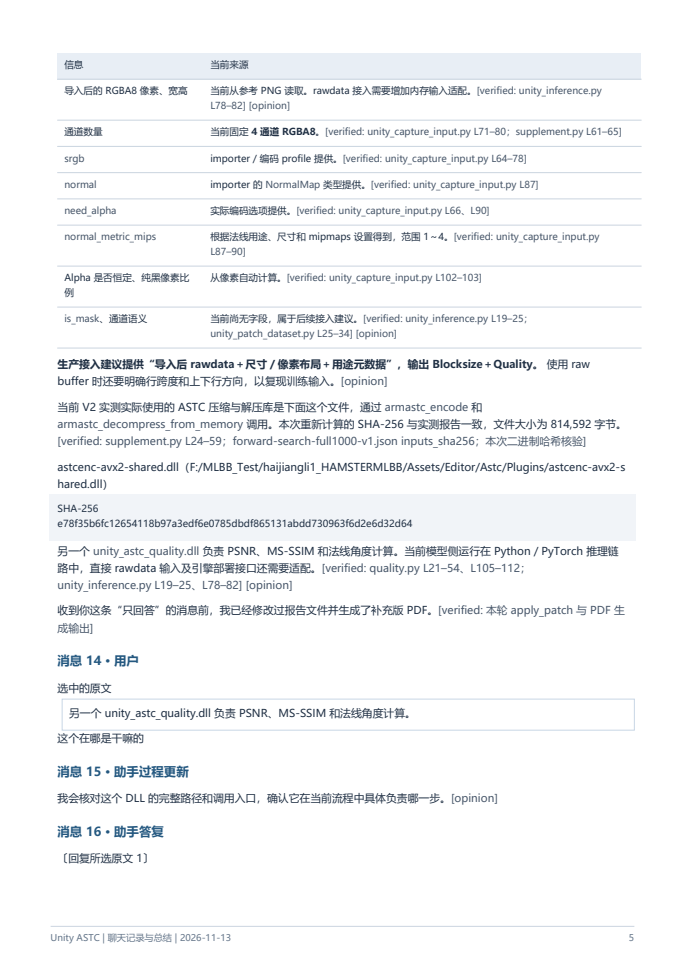 信息 当前来源
导入后的 RGBA8 像素、宽高 当前从参考 PNG 读取。rawdata 接入需要增加内存输入适配。[verified: unity_inference.py
L78–82] [opinion]
通道数量 当前固定 4 通道 RGBA8。[verified: unity_capture_input.py L71–80；supplement.py L61–65]
srgb importer / 编码 profile 提供。[verified: unity_capture_input.py L64–78]
normal importer 的 NormalMap 类型提供。[verified: unity_capture_input.py L87]
need_alpha 实际编码选项提供。[verified: unity_capture_input.py L66、L90]
normal_metric_mips 根据法线用途、尺寸和 mipmaps 设置得到，范围 1～4。[verified: unity_capture_input.py
L87–90]
Alpha 是否恒定、纯黑像素比 从像素自动计算。[verified: unity_capture_input.py L102–103]
例
is_mask、通道语义 当前尚无字段，属于后续接入建议。[verified: unity_inference.py L19–25；
unity_patch_dataset.py L25–34] [opinion]
生产接入建议提供“导入后 rawdata + 尺寸 / 像素布局 + 用途元数据”，输出 Blocksize + Quality。 使用 raw
buffer 时还要明确行跨度和上下行方向，以复现训练输入。[opinion]
当前 V2 实测实际使用的 ASTC 压缩与解压库是下面这个文件，通过 armastc_encode 和
armastc_decompress_from_memory 调用。本次重新计算的 SHA-256 与实测报告一致，文件大小为 814,592 字节。
[verified: supplement.py L24–59；forward-search-full1000-v1.json inputs_sha256；本次二进制哈希核验]
astcenc-avx2-shared.dll（F:/MLBB_Test/haijiangli1_HAMSTERMLBB/Assets/Editor/Astc/Plugins/astcenc-avx2-s
hared.dll）
SHA-256
e78f35b6fc12654118b97a3edf6e0785dbdf865131abdd730963f6d2e6d32d64
另一个 unity_astc_quality.dll 负责 PSNR、MS-SSIM 和法线角度计算。当前模型侧运行在 Python / PyTorch 推理链
路中，直接 rawdata 输入及引擎部署接口还需要适配。[verified: quality.py L21–54、L105–112；
unity_inference.py L19–25、L78–82] [opinion]
收到你这条“只回答”的消息前，我已经修改过报告文件并生成了补充版 PDF。[verified: 本轮 apply_patch 与 PDF 生
成输出]
消息 14 • 用户
选中的原文
另一个 unity_astc_quality.dll 负责 PSNR、MS-SSIM 和法线角度计算。
这个在哪是干嘛的
消息 15 • 助手过程更新
我会核对这个 DLL 的完整路径和调用入口，确认它在当前流程中具体负责哪一步。[opinion]
消息 16 • 助手答复
〔回复所选原文 1〕
Unity ASTC | 聊天记录与总结 | 2026-11-13 5